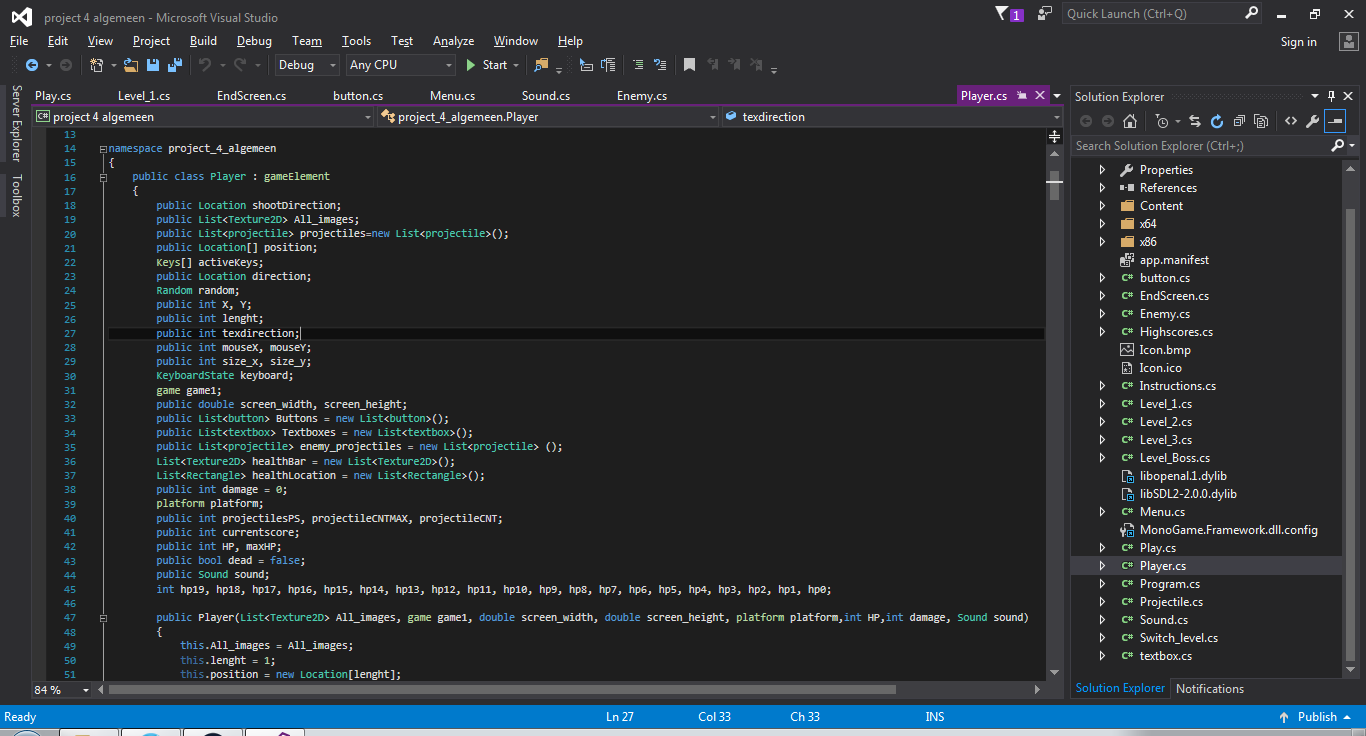 project 4 algemeen - Microsoft Visual Studio
1
Quick Launch (Ctrl+Q)
File Edit View Project Build Debug Team Tools Test Analyze Window Help
Sign in
Debug Any CPU Start
Server Explorer
Toolbox
Play.cs Level_1.cs EndScreen.cs button.cs Menu.cs Sound.cs Enemy.cs Player.cs
C# project 4 algemeen project_4_algemeen.Player texdirection
13
14 namespace project_4_algemeen
15 {
16 public class Player : gameElement
17 {
18 public Location shootDirection;
19 public List<Texture2D> All_images;
20 public List<projectile> projectiles=new List<projectile>();
21 public Location[] position;
22 Keys[] activeKeys;
23 public Location direction;
24 Random random;
25 public int X, Y;
26 public int lenght;
27 public int texdirection;
28 public int mouseX, mouseY;
29 public int size_x, size_y;
30 KeyboardState keyboard;
31 game game1;
32 public double screen_width, screen_height;
33 public List<button> Buttons = new List<button>();
34 public List<textbox> Textboxes = new List<textbox>();
35 public List<projectile> enemy_projectiles = new List<projectile> ();
36 List<Texture2D> healthBar = new List<Texture2D>();
37 List<Rectangle> healthLocation = new List<Rectangle>();
38 public int damage = 0;
39 platform platform;
40 public int projectilesPS, projectileCNTMAX, projectileCNT;
41 public int currentscore;
42 public int HP, maxHP;
43 public bool dead = false;
44 public Sound sound;
45 int hp19, hp18, hp17, hp16, hp15, hp14, hp13, hp12, hp11, hp10, hp9, hp8, hp7, hp6, hp5, hp4, hp3, hp2, hp1, hp0;
46
47 public Player(List<Texture2D> All_images, game game1, double screen_width, double screen_height, platform platform,int HP,int damage, Sound sound)
48 {
49 this.All_images = All_images;
50 this.lenght = 1;
51 this.position = new Location[lenght];
84 %
Solution Explorer
Search Solution Explorer (Ctrl+;)
Properties
References
Content
x64
x86
app.manifest
C# button.cs
C# EndScreen.cs
C# Enemy.cs
C# Highscores.cs
Icon.bmp
Icon.ico
C# Instructions.cs
C# Level_1.cs
C# Level_2.cs
C# Level_3.cs
C# Level_Boss.cs
libopenal.1.dylib
libSDL2-2.0.0.dylib
C# Menu.cs
MonoGame.Framework.dll.config
C# Play.cs
C# Player.cs
C# Program.cs
C# Projectile.cs
C# Sound.cs
C# Switch_level.cs
C# textbox.cs
Solution Explorer Notifications
Ready Ln 27 Col 33 Ch 33 INS Publish